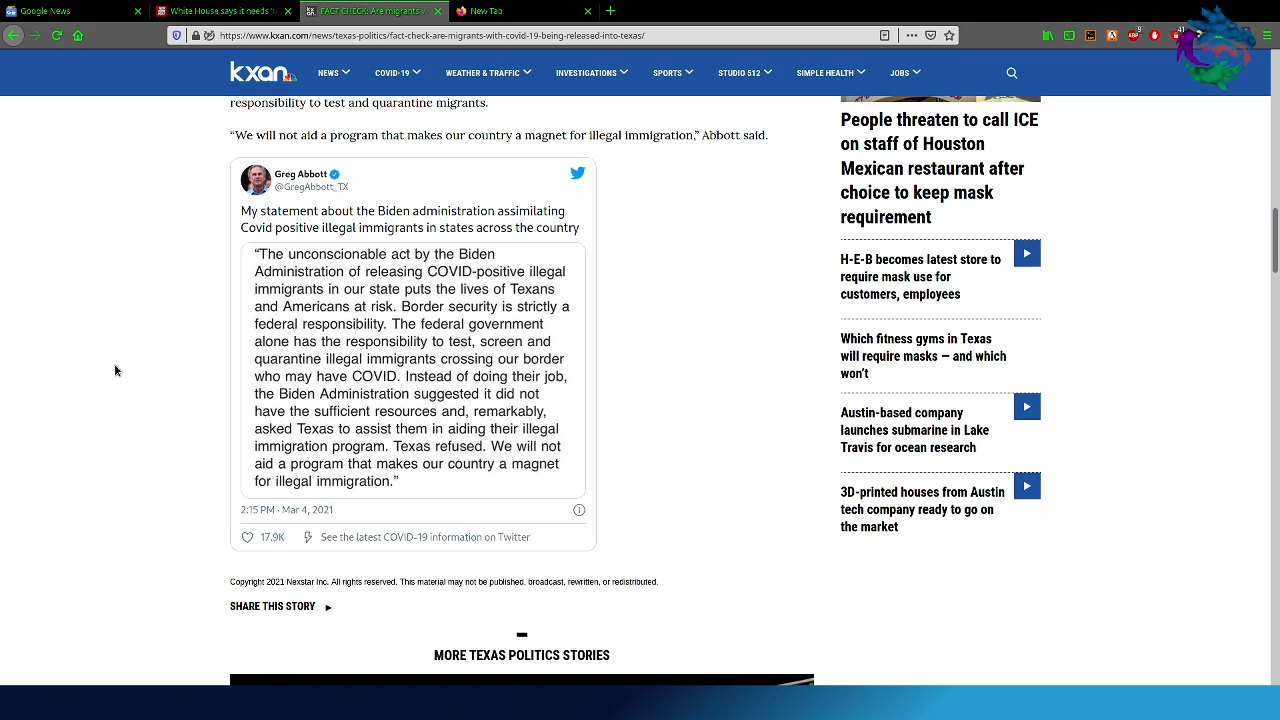 Google News
White House says it needs 't
FACT CHECK: Are migrants w
New Tab
https://www.kxan.com/news/texas-politics/fact-check-are-migrants-with-covid-19-being-released-into-texas/
kxan
NEWS
COVID-19
WEATHER & TRAFFIC
INVESTIGATIONS
SPORTS
STUDIO 512
SIMPLE HEALTH
JOBS
responsibility to test and quarantine migrants.
“We will not aid a program that makes our country a magnet for illegal immigration,” Abbott said.
Greg Abbott
@GregAbbott_TX
My statement about the Biden administration assimilating
Covid positive illegal immigrants in states across the country
“The unconscionable act by the Biden
Administration of releasing COVID-positive illegal
immigrants in our state puts the lives of Texans
and Americans at risk. Border security is strictly a
federal responsibility. The federal government
alone has the responsibility to test, screen and
quarantine illegal immigrants crossing our border
who may have COVID. Instead of doing their job,
the Biden Administration suggested it did not
have the sufficient resources and, remarkably,
asked Texas to assist them in aiding their illegal
immigration program. Texas refused. We will not
aid a program that makes our country a magnet
for illegal immigration.”
2:15 PM · Mar 4, 2021
17.9K
See the latest COVID-19 information on Twitter
Copyright 2021 Nexstar Inc. All rights reserved. This material may not be published, broadcast, rewritten, or redistributed.
SHARE THIS STORY
MORE TEXAS POLITICS STORIES
People threaten to call ICE
on staff of Houston
Mexican restaurant after
choice to keep mask
requirement
H-E-B becomes latest store to
require mask use for
customers, employees
Which fitness gyms in Texas
will require masks — and which
won’t
Austin-based company
launches submarine in Lake
Travis for ocean research
3D-printed houses from Austin
tech company ready to go on
the market